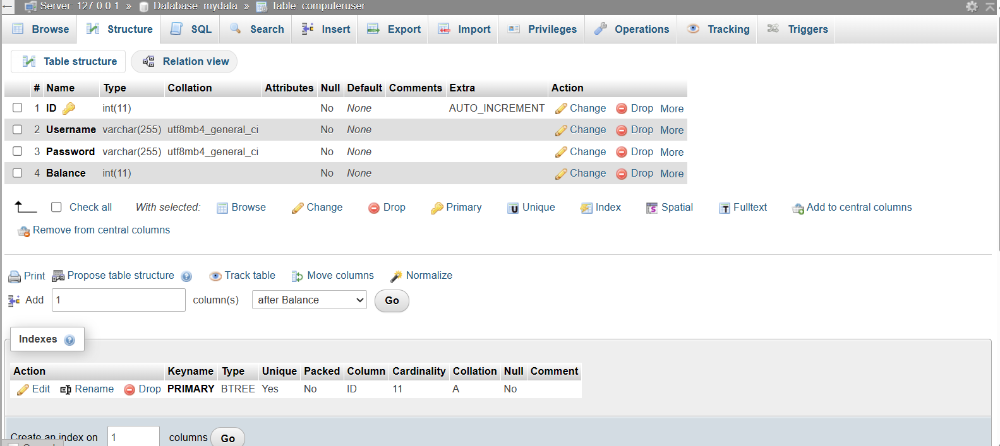 Server: 127.0.0.1 » Database: mydata » Table: computeruser
Browse Structure SQL Search Insert Export Import Privileges Operations Tracking Triggers
Table structure Relation view
# Name Type Collation Attributes Null Default Comments Extra Action
1 ID int(11) No None AUTO_INCREMENT Change Drop More
2 Username varchar(255) utf8mb4_general_ci No None Change Drop More
3 Password varchar(255) utf8mb4_general_ci No None Change Drop More
4 Balance int(11) No None Change Drop More
Check all With selected: Browse Change Drop Primary Unique Index Spatial Fulltext Add to central columns
Remove from central columns
Print Propose table structure Track table Move columns Normalize
Add 1 column(s) after Balance Go
Indexes
Action Keyname Type Unique Packed Column Cardinality Collation Null Comment
Edit Rename Drop PRIMARY BTREE Yes No ID 11 A No
Create an index on 1 columns Go